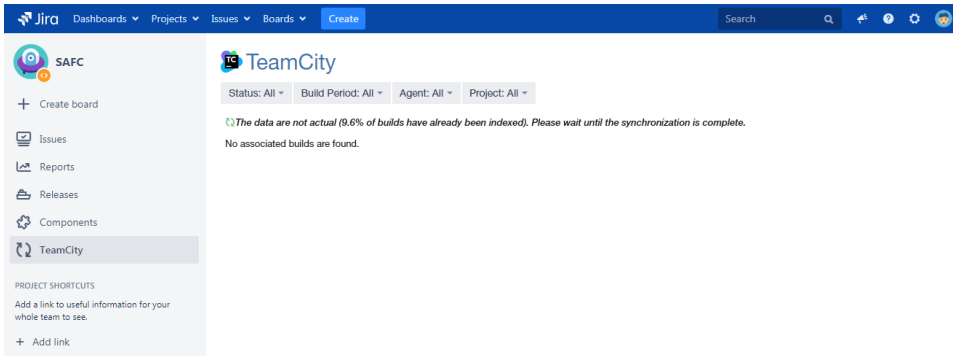 Jira Dashboards Projects Issues Boards Create Search
SAFC
Create board
Issues
Reports
Releases
Components
TeamCity
PROJECT SHORTCUTS
Add a link to useful information for your
whole team to see.
+ Add link
TC TeamCity
Status: All Build Period: All Agent: All Project: All
The data are not actual (9.6% of builds have already been indexed). Please wait until the synchronization is complete.
No associated builds are found.